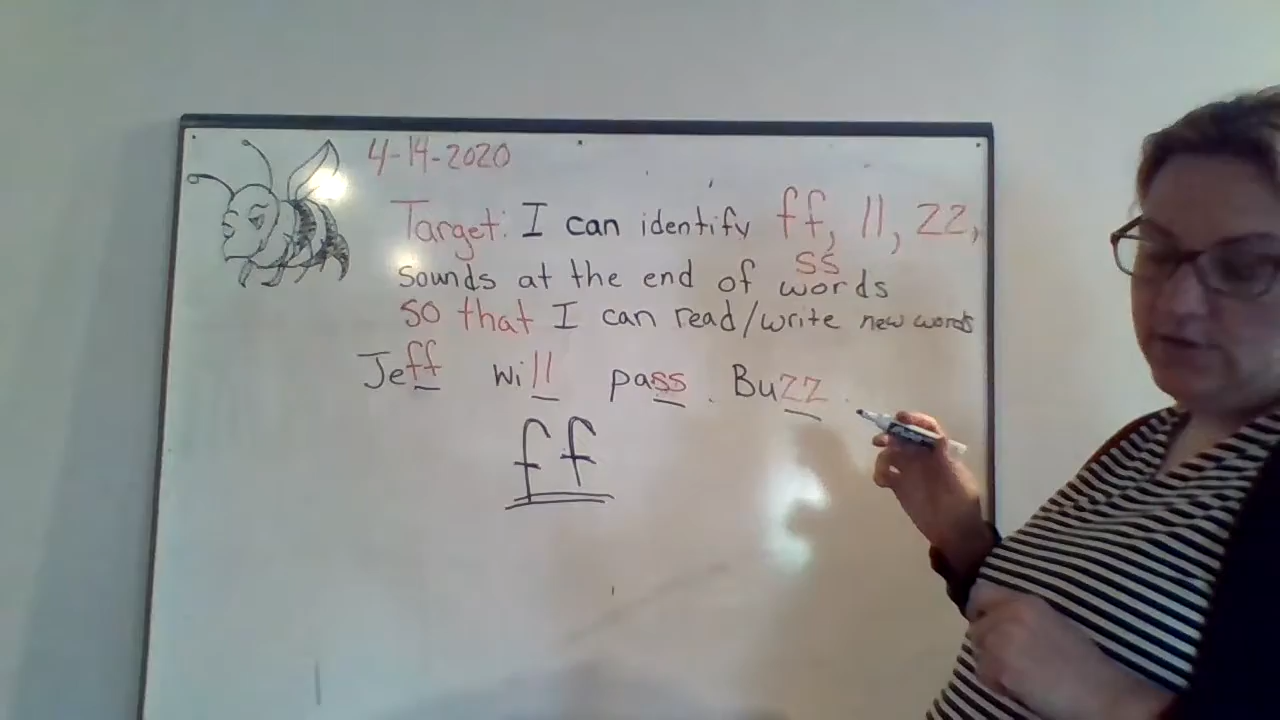 4-14-2020
Target: I can identify ff, ll, zz,
ss
sounds at the end of words
so that I can read/write new words
Jeff will pass. Buzz.
ff